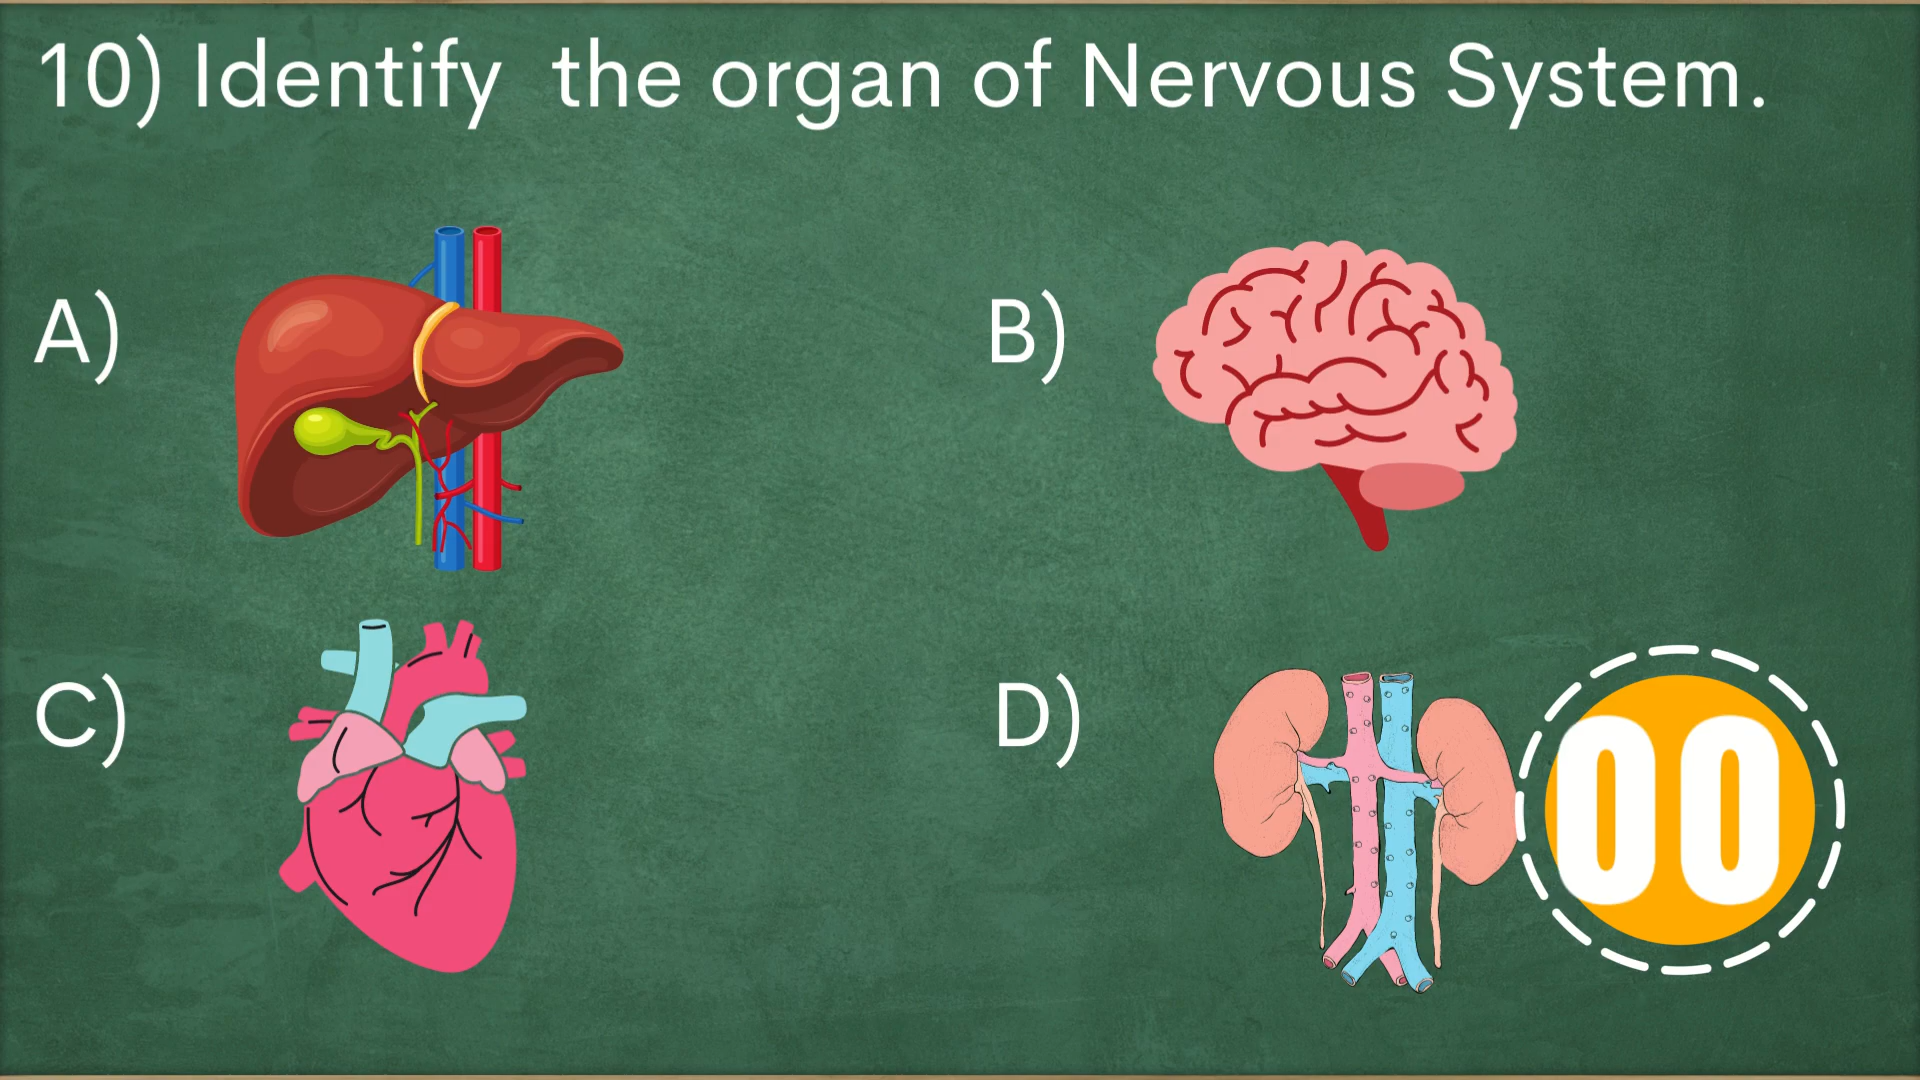 10) Identify  the organ of Nervous System.
A)
B)
C)
D)
00